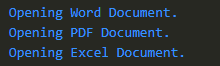 Opening Word Document.
Opening PDF Document.
Opening Excel Document.